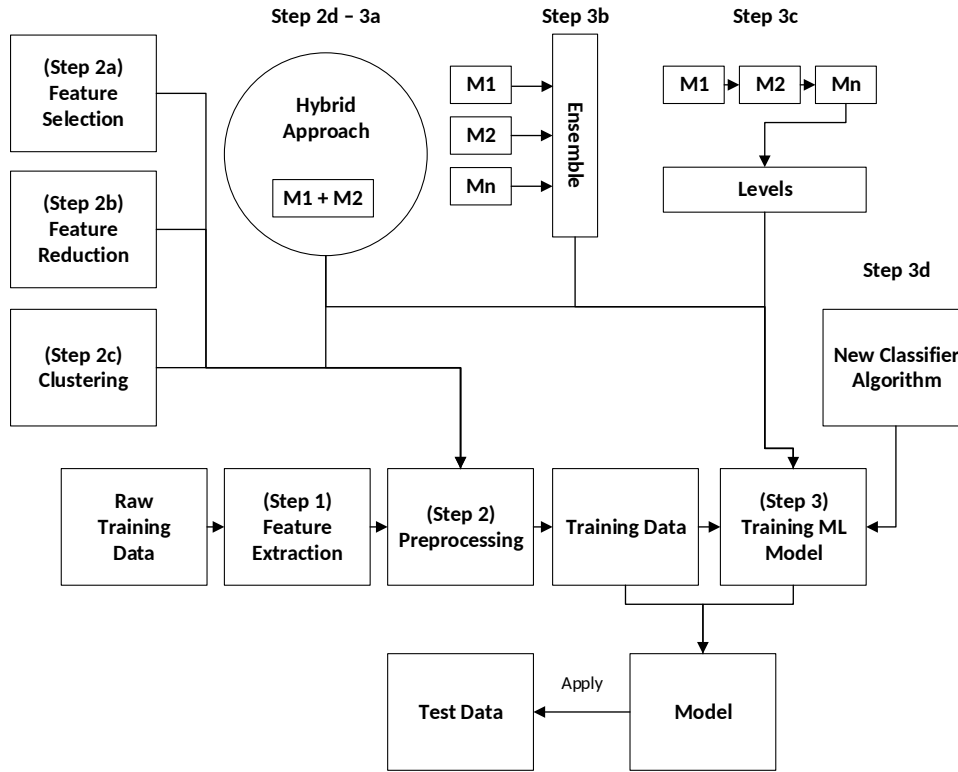 Step 2d – 3a
Step 3b
Step 3c
(Step 2a)
Feature
Selection
Hybrid
Approach
M1 + M2
M1
M2
Mn
Ensemble
M1
M2
Mn
Levels
(Step 2b)
Feature
Reduction
Step 3d
(Step 2c)
Clustering
New Classifier
Algorithm
Raw
Training
Data
(Step 1)
Feature
Extraction
(Step 2)
Preprocessing
Training Data
(Step 3)
Training ML
Model
Test Data
Apply
Model